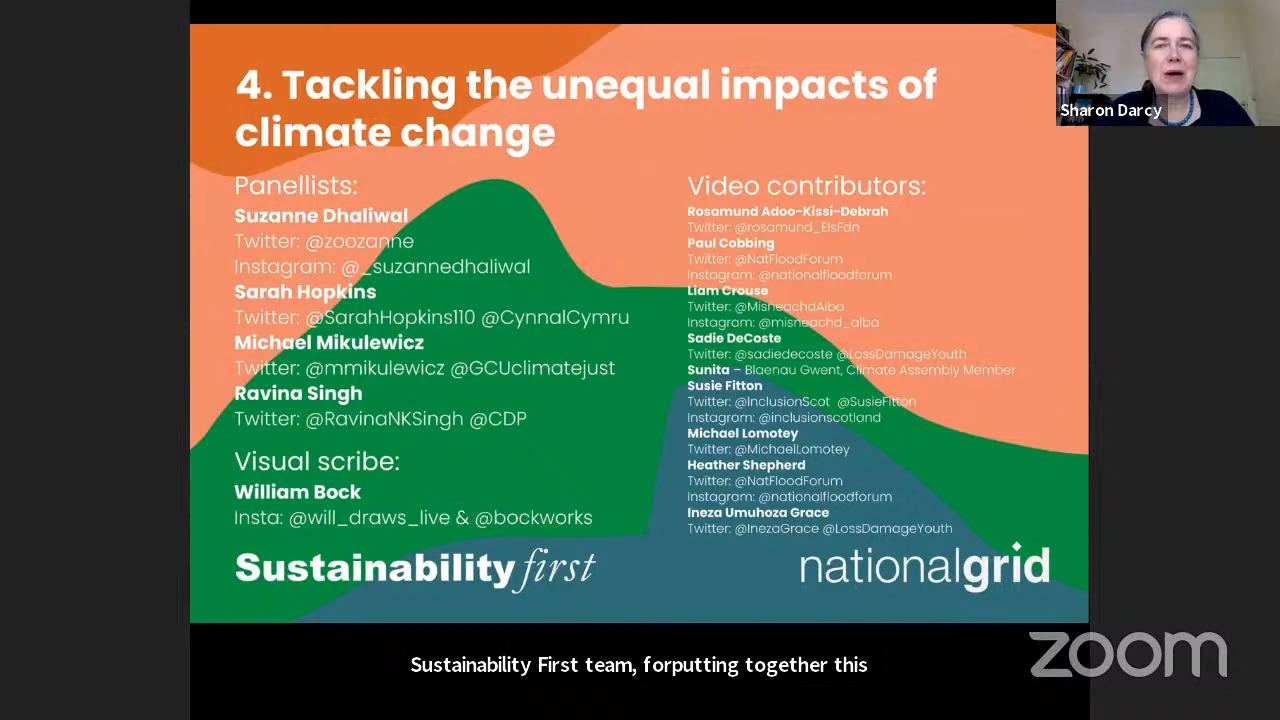 4. Tackling the unequal impacts of
climate change
Panellists:
Suzanne Dhaliwal
Twitter: @zoozanne
Instagram: @_suzannedhaliwal
Sarah Hopkins
Twitter: @SarahHopkins110 @CynnalCymru
Michael Mikulewicz
Twitter: @mmikulewicz @GCUclimatejust
Ravina Singh
Twitter: @RavinaNKSingh @CDP
Visual scribe:
William Bock
Insta: @will_draws_live & @bockworks
Video contributors:
Rosamund Adoo-Kissi-Debrah
Twitter: @rosamund_ElsFdn
Paul Cobbing
Twitter: @NatFloodForum
Instagram: @nationalfloodforum
Liam Crouse
Twitter: @MisneachdAlba
Instagram: @misneachd_alba
Sadie DeCoste
Twitter: @sadiedecoste @LossDamageYouth
Sunita – Blaenau Gwent, Climate Assembly Member
Susie Fitton
Twitter: @InclusionScot @SusieFitton
Instagram: @inclusionscotland
Michael Lomotey
Twitter: @MichaelLomotey
Heather Shepherd
Twitter: @NatFloodForum
Instagram: @nationalfloodforum
Ineza Umuhoza Grace
Twitter: @InezaGrace @LossDamageYouth
Sustainability first
nationalgrid
Sharon Darcy
Sustainability First team, forputting together this
zoom